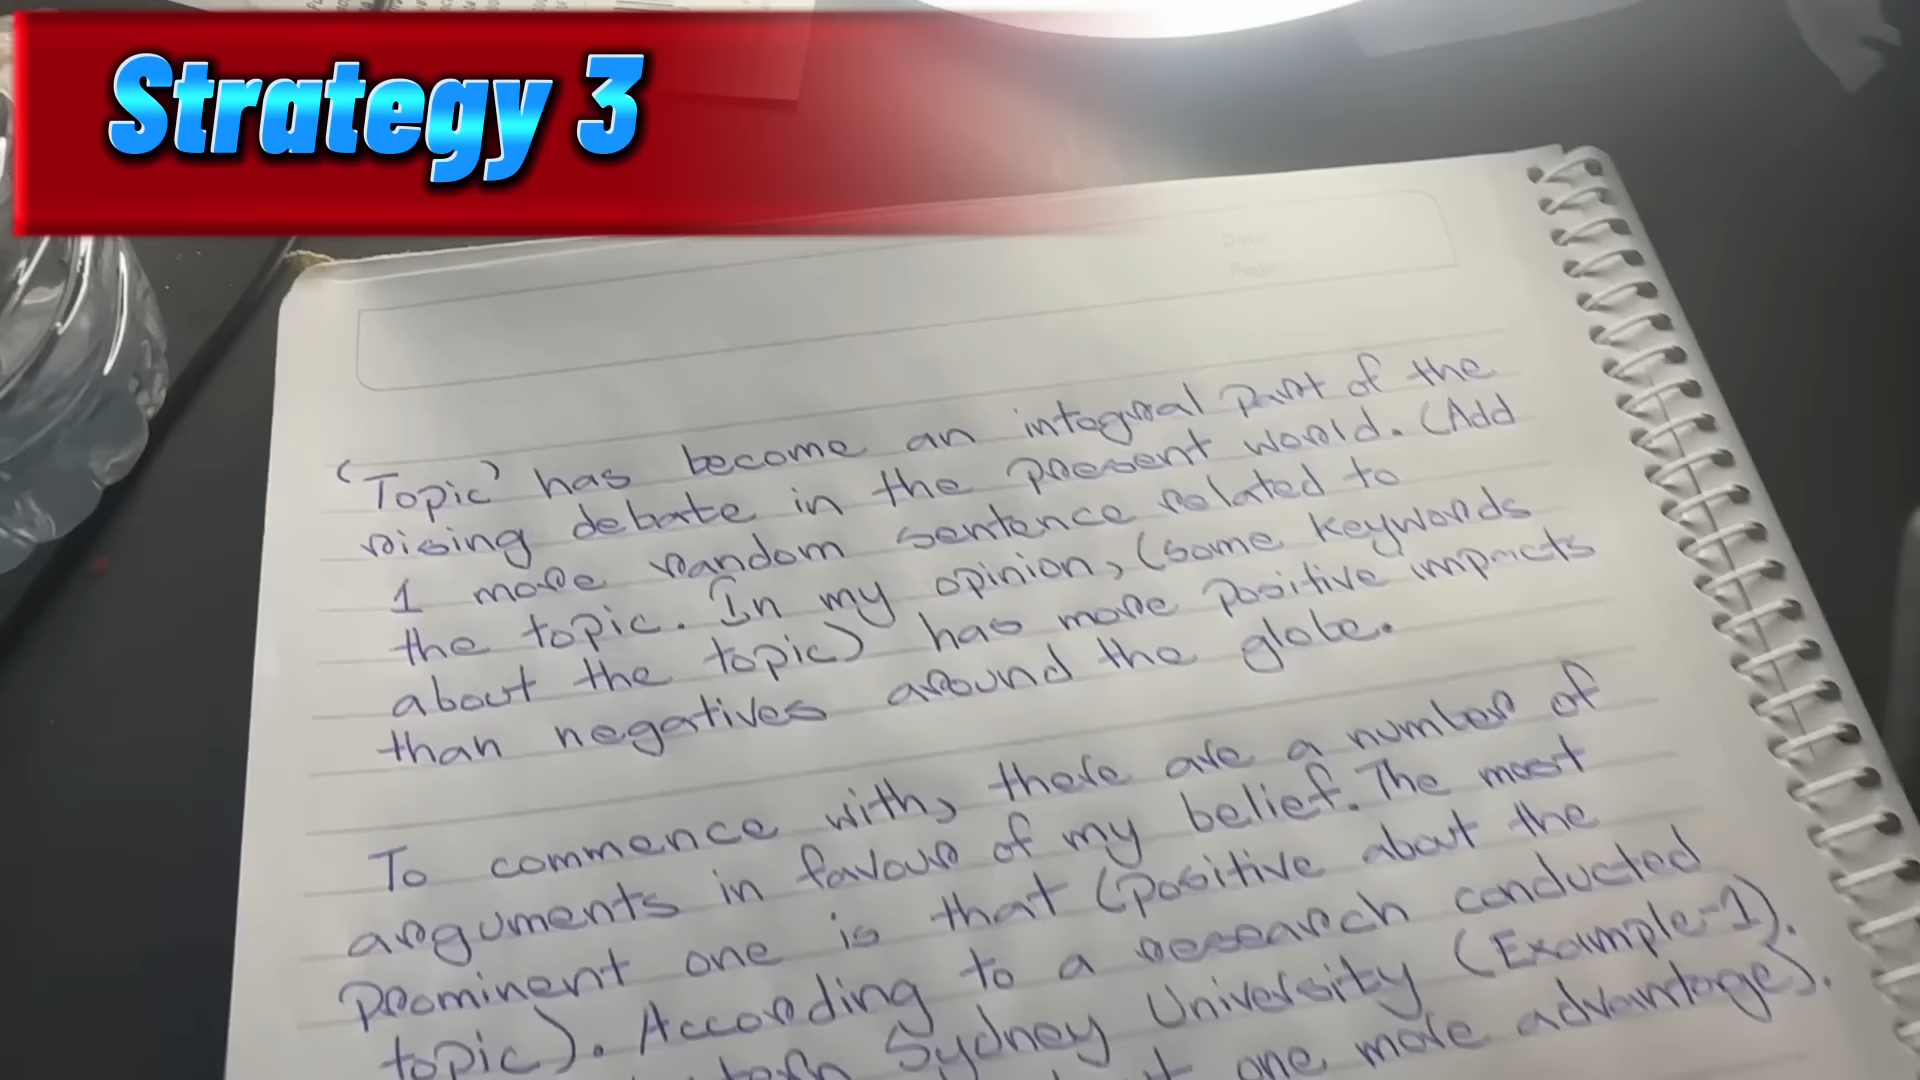 Strategy 3
Date
Page
'Topic' has become an integral part of the
rising debate in the present world. (Add
1 more random sentence related to
the topic. In my opinion, (some keywords
about the topic) has more positive impacts
than negatives around the globe.
To commence with, there are a number of
arguments in favour of my belief. The most
prominent one is that (positive about the
topic). According to a research conducted
Sydney University (Example-1).
one more advantage).